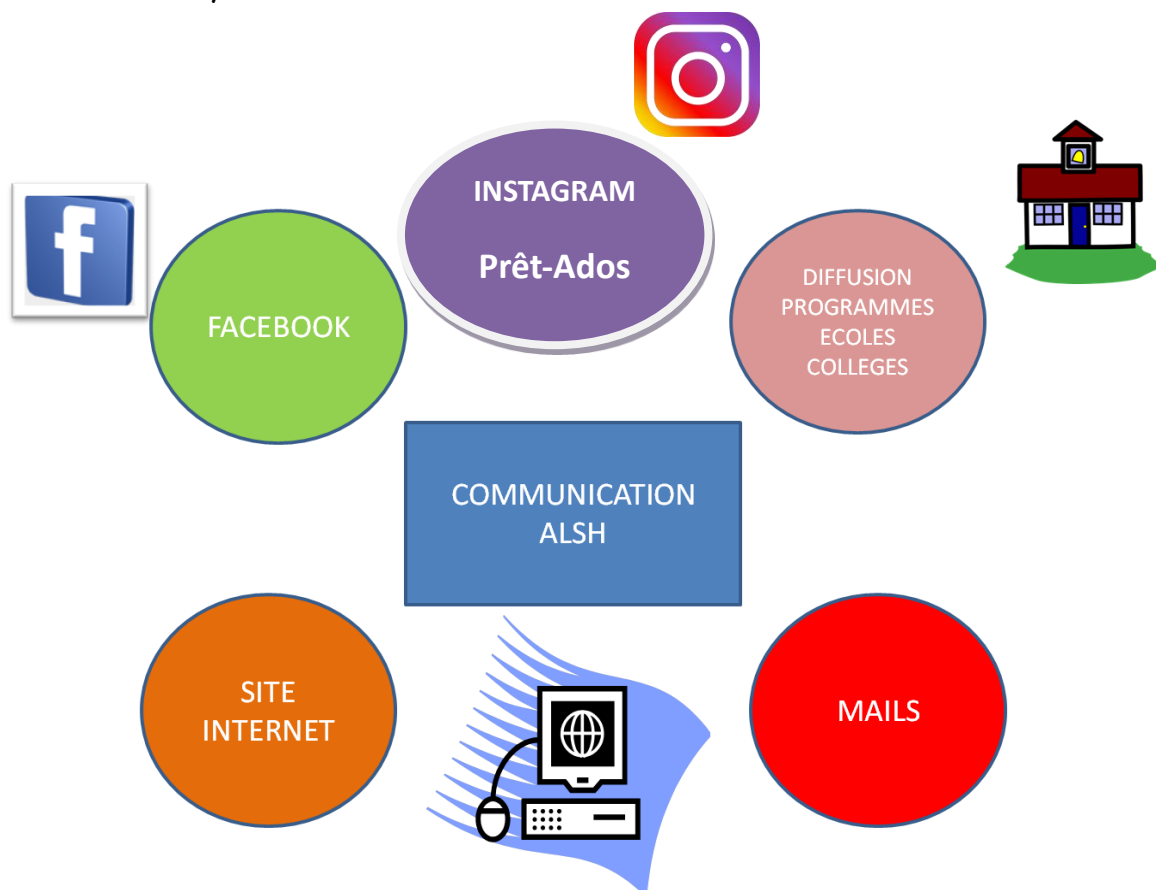 INSTAGRAM
Prêt-Ados
FACEBOOK
DIFFUSION
PROGRAMMES
ECOLES
COLLEGES
COMMUNICATION
ALSH
SITE
INTERNET
MAILS